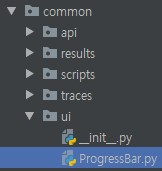 common
api
results
scripts
traces
ui
__init__.py
ProgressBar.py